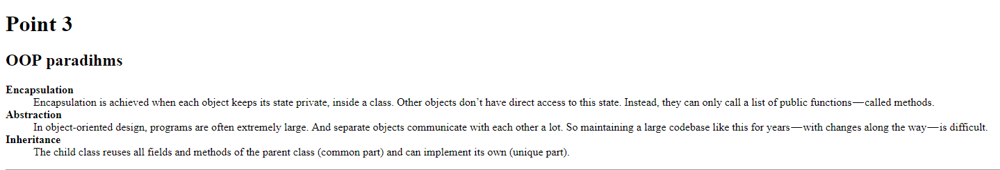 Point 3
OOP paradihms
Encapsulation
Encapsulation is achieved when each object keeps its state private, inside a class. Other objects don’t have direct access to this state. Instead, they can only call a list of public functions — called methods.
Abstraction
In object-oriented design, programs are often extremely large. And separate objects communicate with each other a lot. So maintaining a large codebase like this for years — with changes along the way — is difficult.
Inheritance
The child class reuses all fields and methods of the parent class (common part) and can implement its own (unique part).